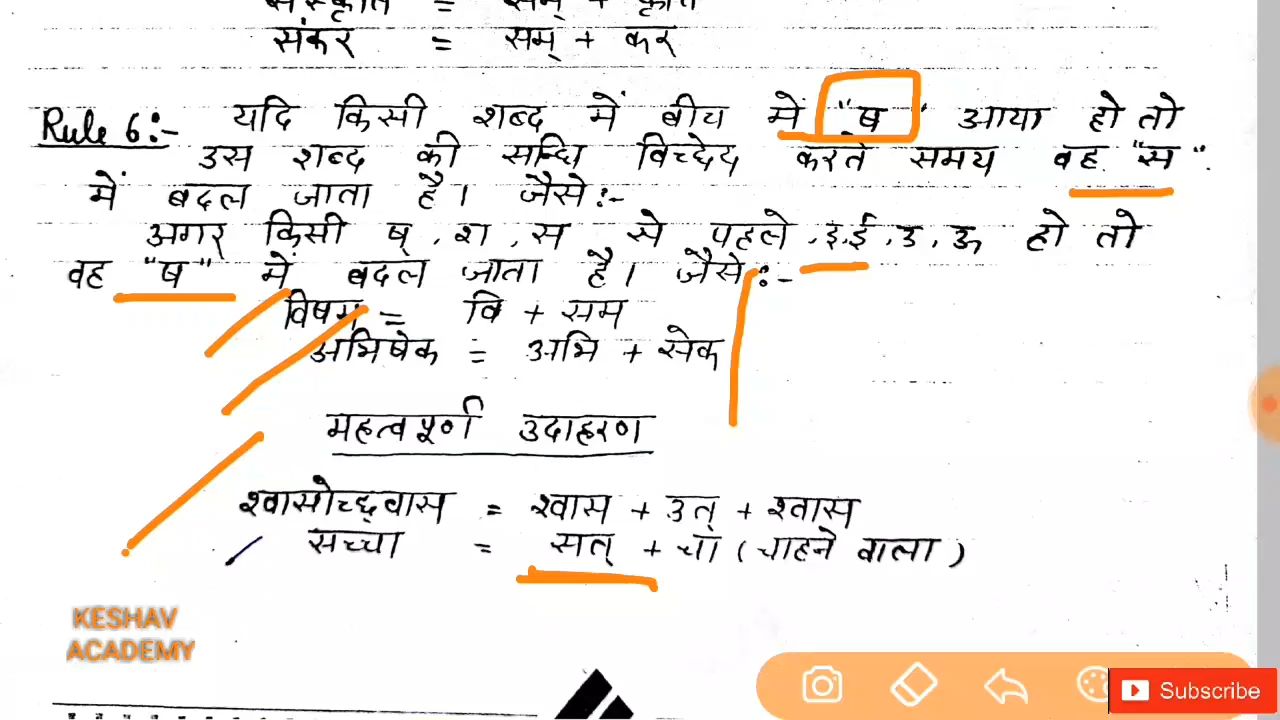 संस्कृति = सम् + कृति
संकर = सम् + कर
Rule 6:- यदि किसी शब्द में बीच में "ष" आया हो तो
उस शब्द की सन्धि विच्छेद करते समय वह "स"
में बदल जाता है। जैसे:-
अगर किसी ष्, श, स से पहले, इ, ई, उ, ऊ हो तो
वह "ष" में बदल जाता है। जैसे:-
विषम = वि + सम
अभिषेक = अभि + सेक
महत्वपूर्ण उदाहरण
श्वासोच्छ्वास = श्वास + उत् + श्वास
सच्चा = सत् + चा (चाहने वाला)
KESHAV
ACADEMY
Subscribe